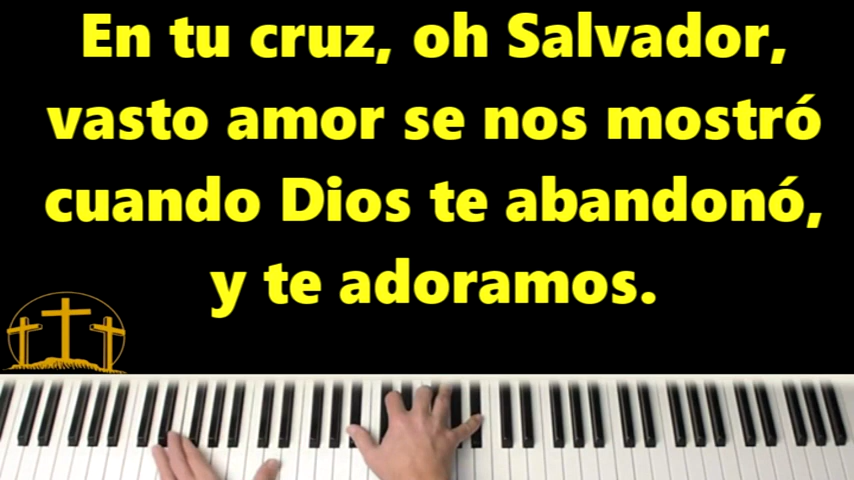 En tu cruz, oh Salvador,
vasto amor se nos mostró
cuando Dios te abandonó,
y te adoramos.